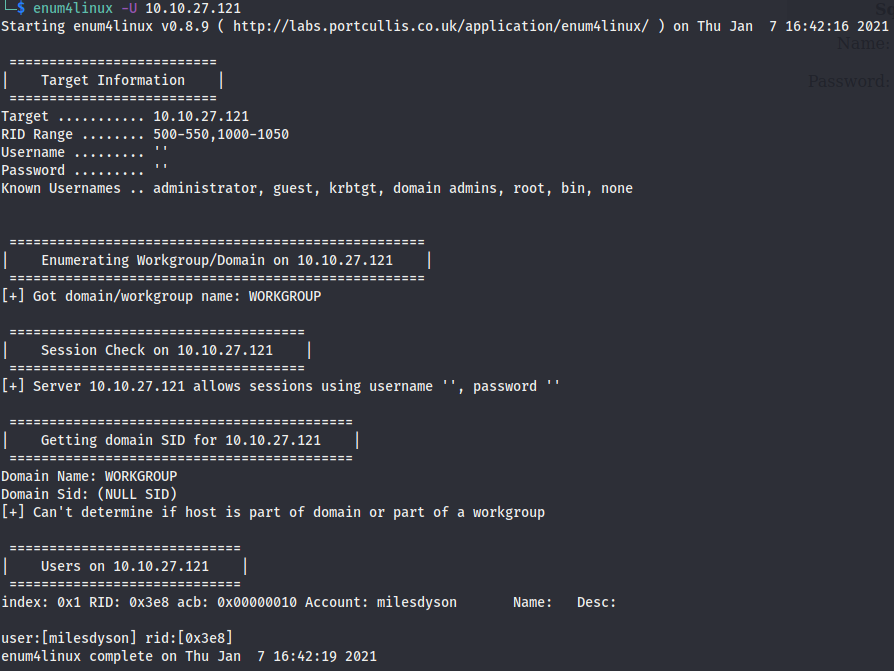 └─$ enum4linux -U 10.10.27.121
Starting enum4linux v0.8.9 ( http://labs.portcullis.co.uk/application/enum4linux/ ) on Thu Jan  7 16:42:16 2021
Name:
 ==========================
|    Target Information    |
Password:
 ==========================
Target ........... 10.10.27.121
RID Range ........ 500-550,1000-1050
Username ......... ''
Password ......... ''
Known Usernames .. administrator, guest, krbtgt, domain admins, root, bin, none
 ====================================================
|    Enumerating Workgroup/Domain on 10.10.27.121    |
 ====================================================
[+] Got domain/workgroup name: WORKGROUP
 =====================================
|    Session Check on 10.10.27.121    |
 =====================================
[+] Server 10.10.27.121 allows sessions using username '', password ''
 ===========================================
|    Getting domain SID for 10.10.27.121    |
 ===========================================
Domain Name: WORKGROUP
Domain Sid: (NULL SID)
[+] Can't determine if host is part of domain or part of a workgroup
 =============================
|    Users on 10.10.27.121    |
 =============================
index: 0x1 RID: 0x3e8 acb: 0x00000010 Account: milesdyson       Name:   Desc:
user:[milesdyson] rid:[0x3e8]
enum4linux complete on Thu Jan  7 16:42:19 2021